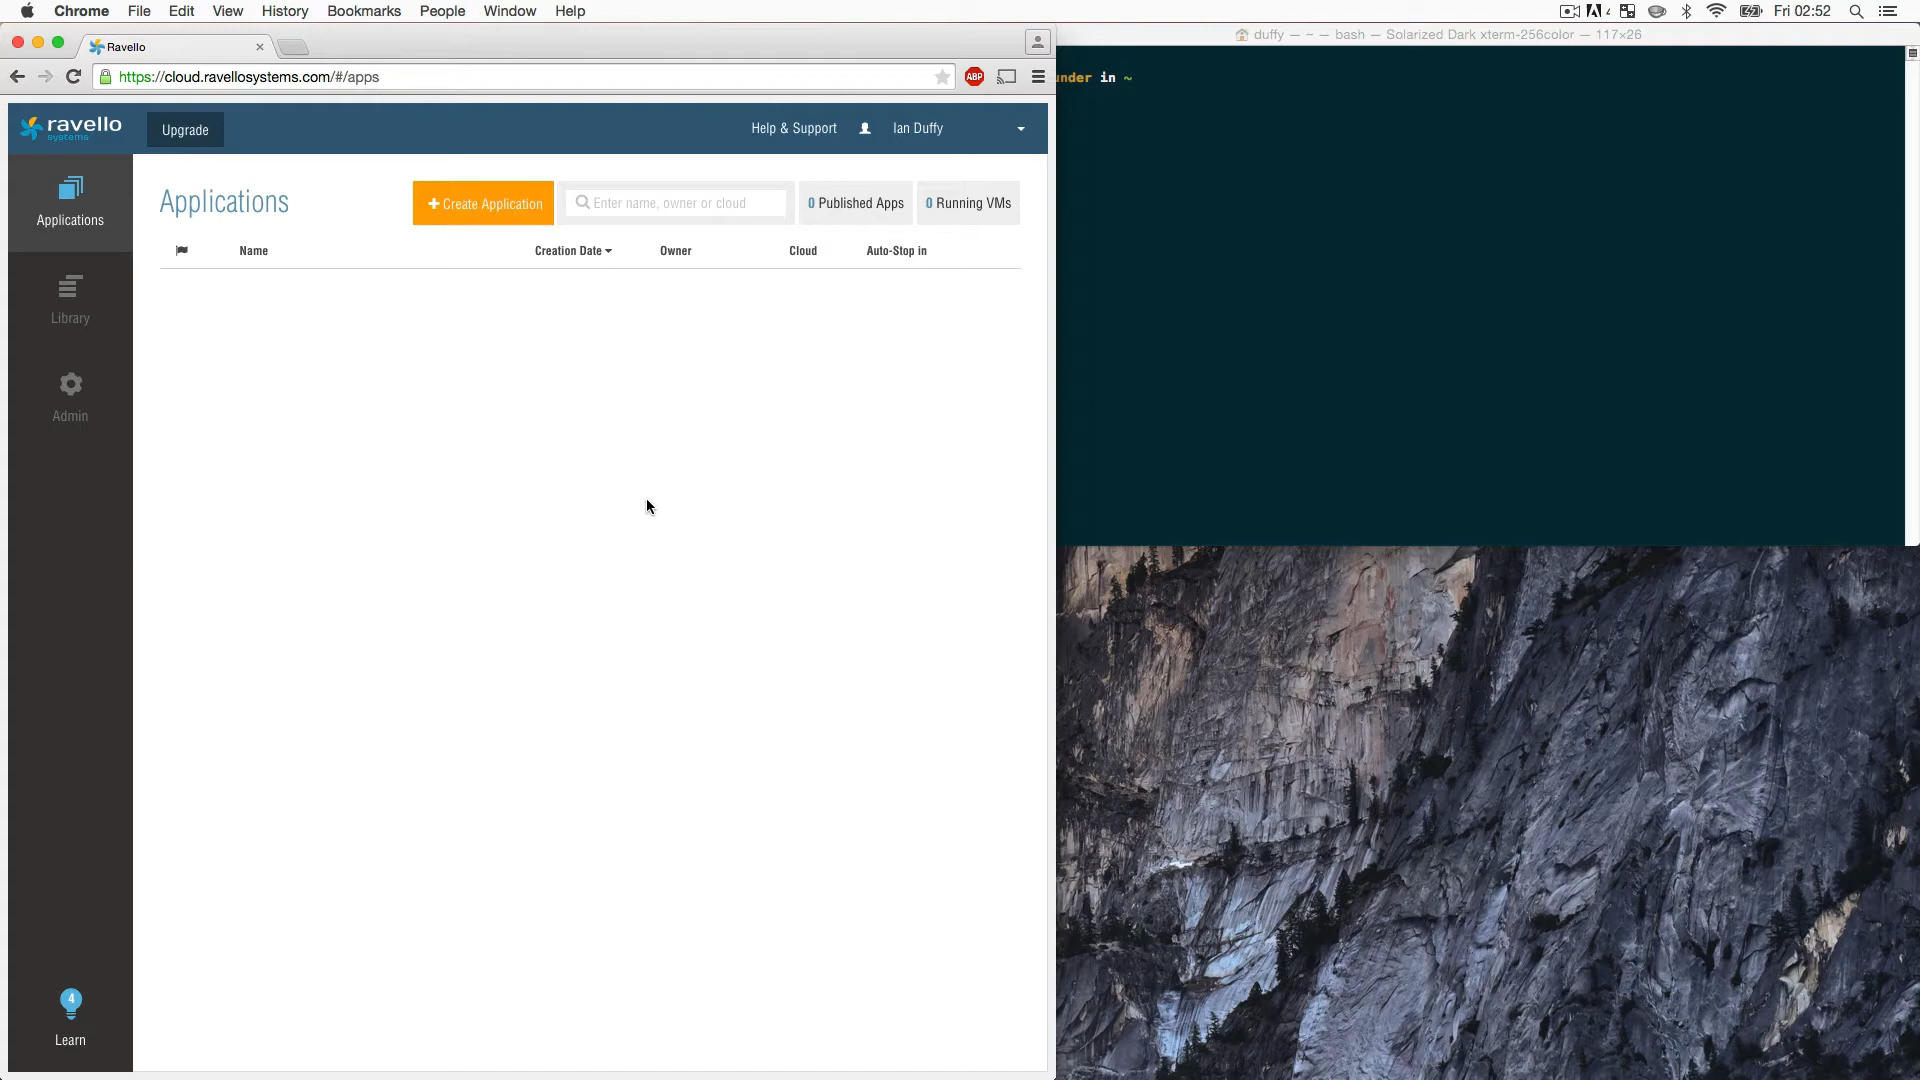 Chrome File Edit View History Bookmarks People Window Help
4
Fri 02:52
Ravello
duffy — ~ — bash — Solarized Dark xterm-256color — 117×26
https://cloud.ravellosystems.com/#/apps
ABP
in ~
ravello
systems
Upgrade
Help & Support
Ian Duffy
Applications
Library
Admin
4
Learn
Applications
Create Application
Enter name, owner or cloud
0 Published Apps
0 Running VMs
Name
Creation Date
Owner
Cloud
Auto-Stop in